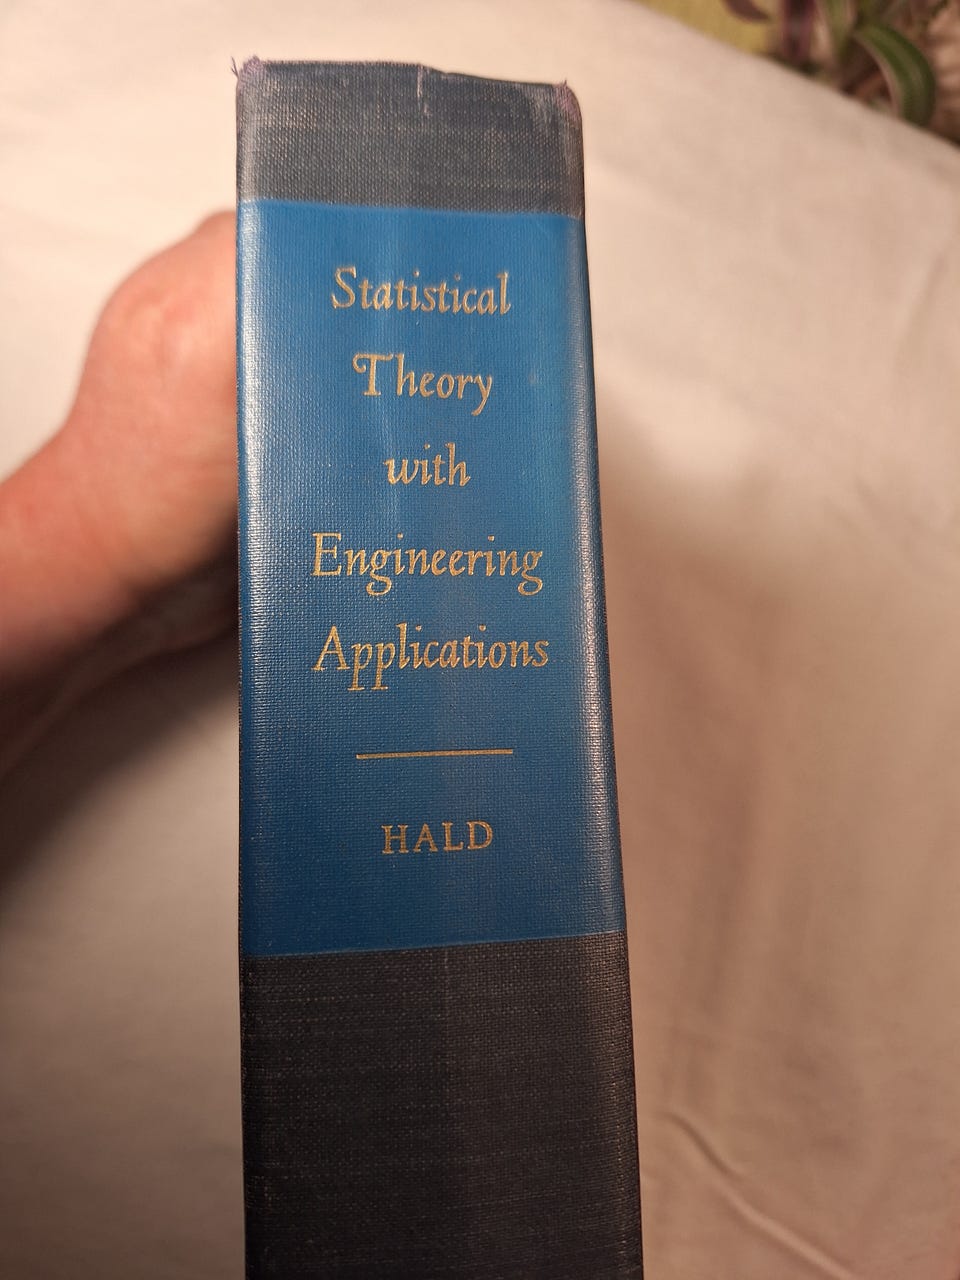 Statistical
Theory
with
Engineering
Applications
HALD